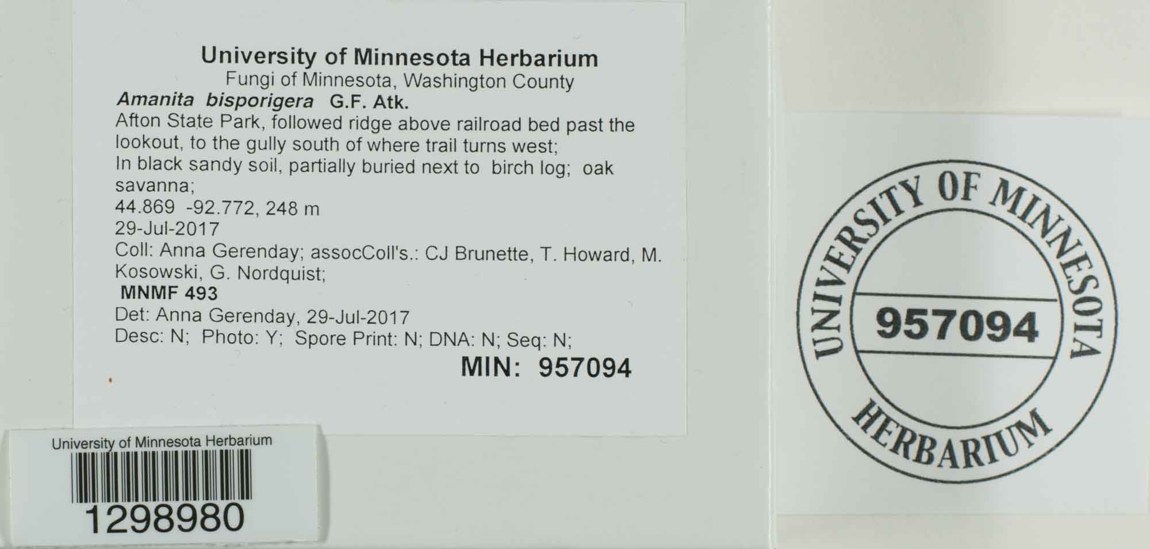 University of Minnesota Herbarium
Fungi of Minnesota, Washington County
Amanita bisporigera G.F. Atk.
Afton State Park, followed ridge above railroad bed past the
lookout, to the gully south of where trail turns west;
In black sandy soil, partially buried next to birch log; oak
savanna;
44.869 -92.772, 248 m
29-Jul-2017
Coll: Anna Gerenday; assocColl's.: CJ Brunette, T. Howard, M.
Kosowski, G. Nordquist;
MNMF 493
Det: Anna Gerenday, 29-Jul-2017
Desc: N; Photo: Y; Spore Print: N; DNA: N; Seq: N;
MIN: 957094
University of Minnesota Herbarium
1298980
UNIVERSITY OF MINNESOTA
957094
HERBARIUM